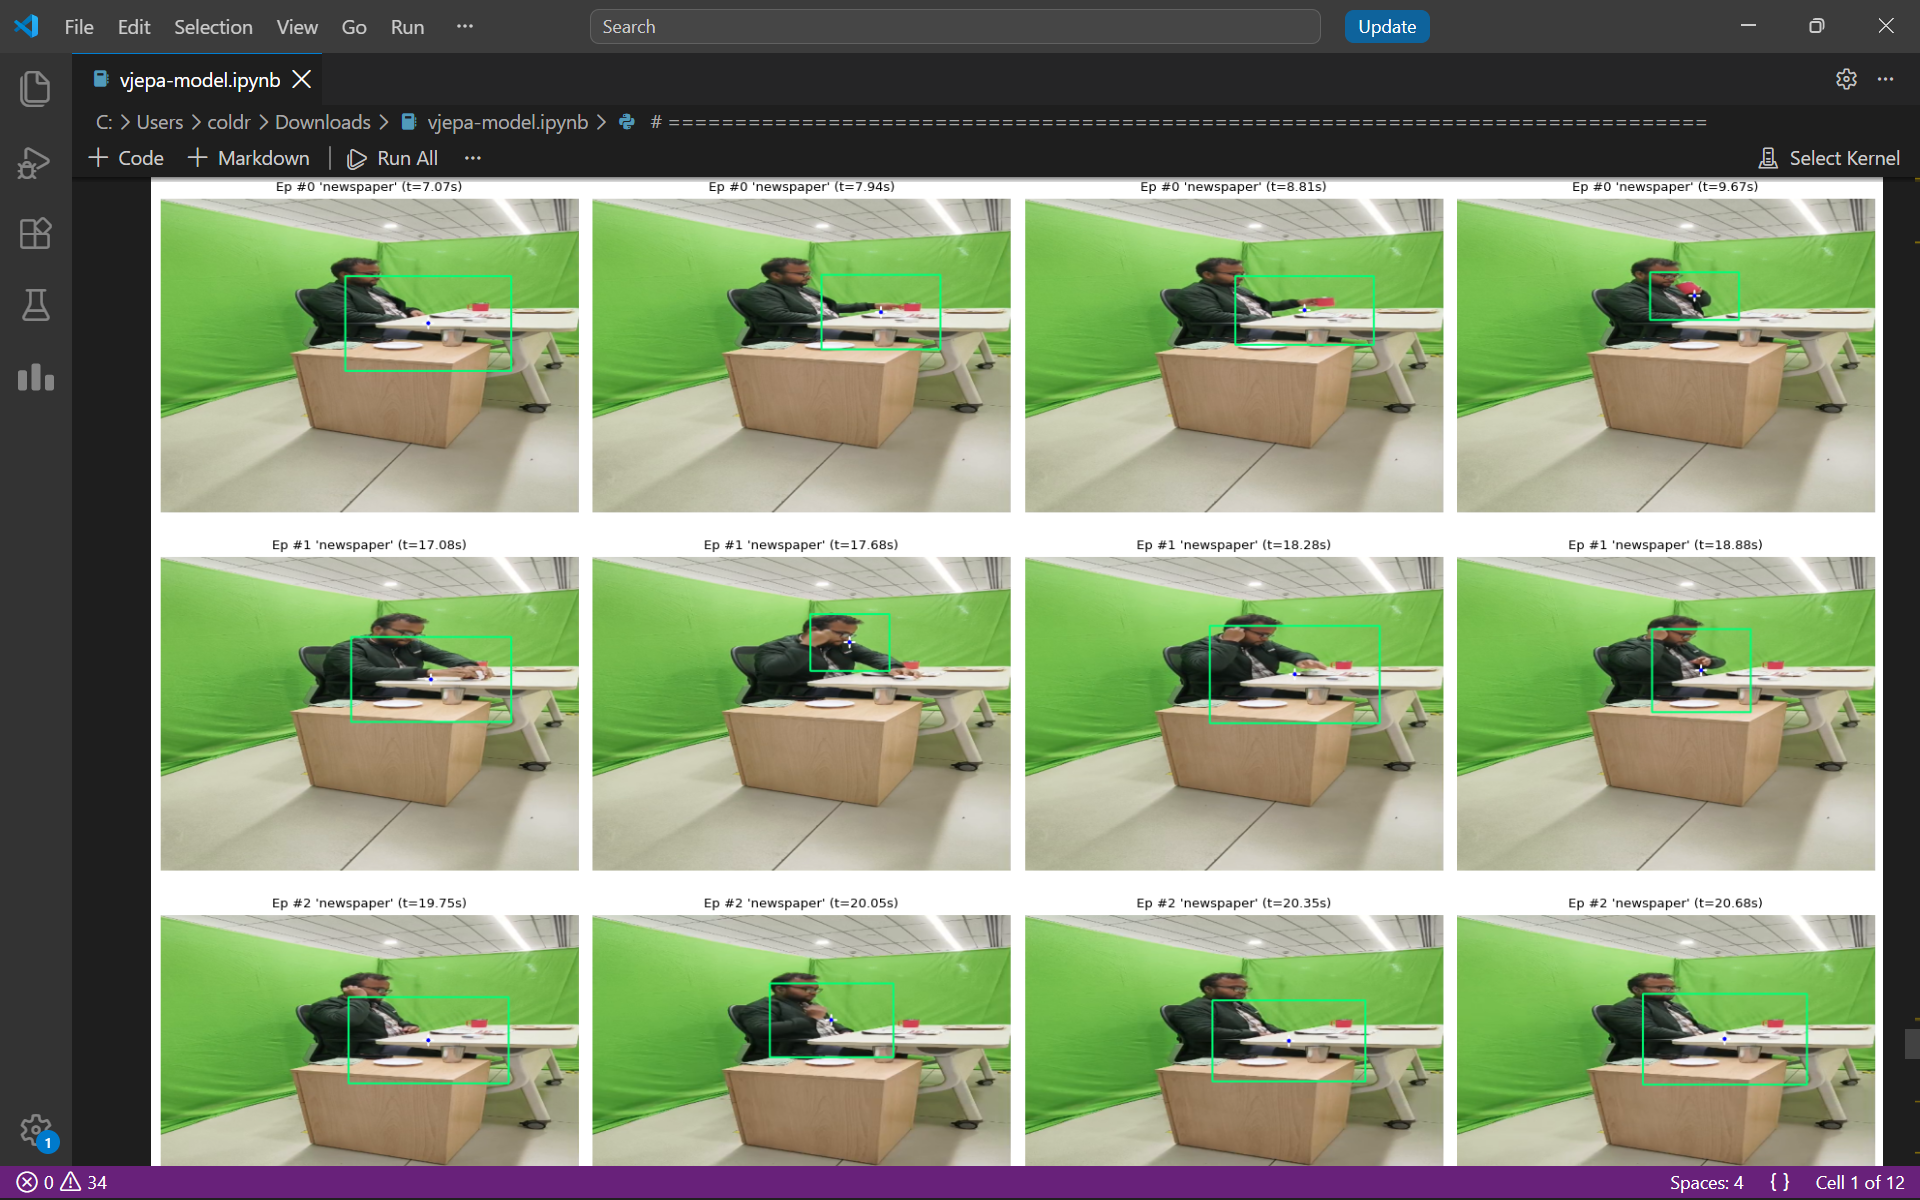 File Edit Selection View Go Run ···
Search
Update
vjepa-model.ipynb
C: > Users > coldr > Downloads > vjepa-model.ipynb > # ==============================================================================
+ Code + Markdown | Run All ···
Select Kernel
Ep #0 'newspaper' (t=7.07s) Ep #0 'newspaper' (t=7.94s) Ep #0 'newspaper' (t=8.81s) Ep #0 'newspaper' (t=9.67s)
Ep #1 'newspaper' (t=17.08s) Ep #1 'newspaper' (t=17.68s) Ep #1 'newspaper' (t=18.28s) Ep #1 'newspaper' (t=18.88s)
Ep #2 'newspaper' (t=19.75s) Ep #2 'newspaper' (t=20.05s) Ep #2 'newspaper' (t=20.35s) Ep #2 'newspaper' (t=20.68s)
1
0 34
Spaces: 4 { } Cell 1 of 12